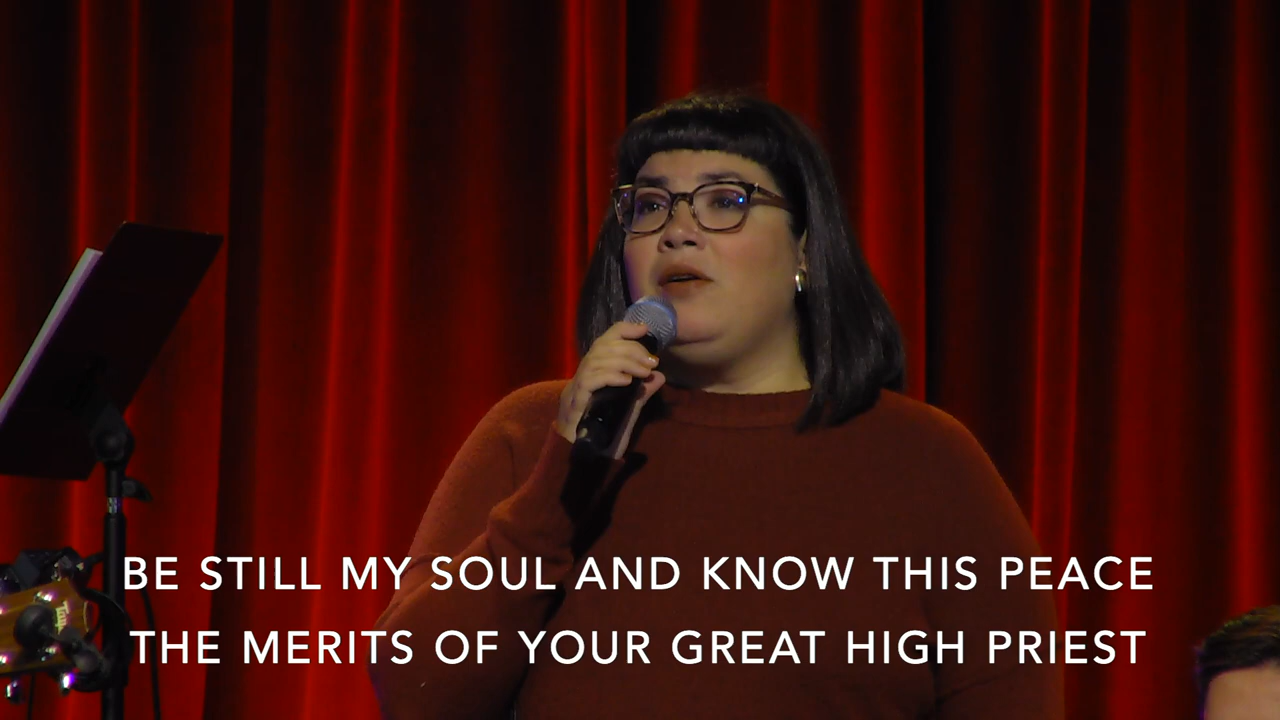 BE STILL MY SOUL AND KNOW THIS PEACE
THE MERITS OF YOUR GREAT HIGH PRIEST